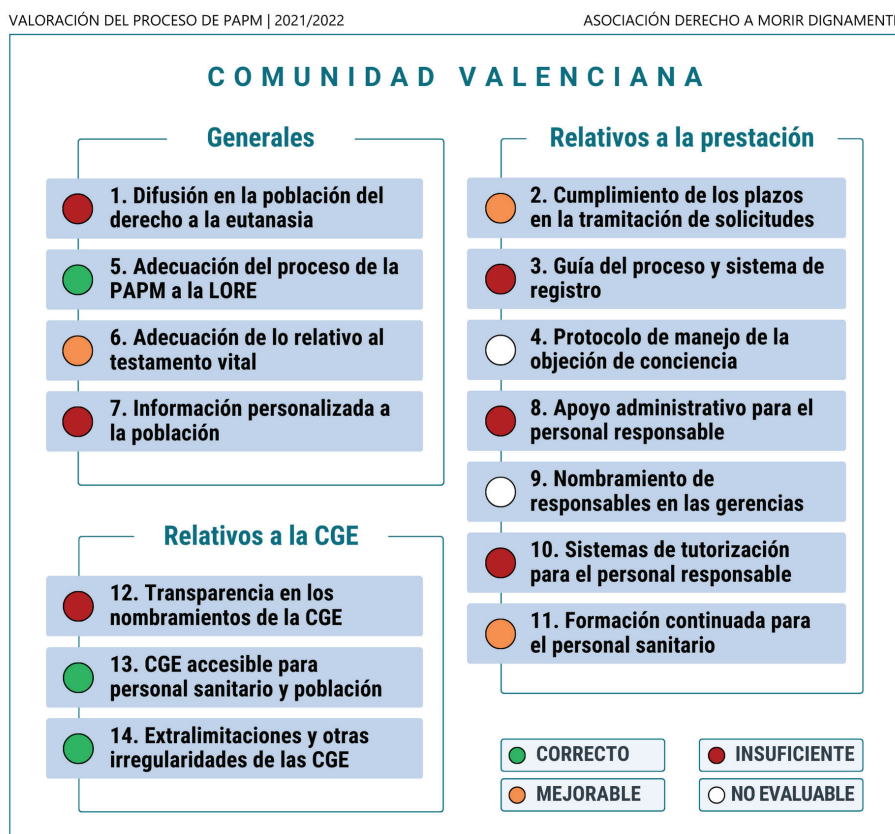 VALORACIÓN DEL PROCESO DE PAPM | 2021/2022
ASOCIACIÓN DERECHO A MORIR DIGNAMENTE
COMUNIDAD VALENCIANA
Generales
1. Difusión en la población del
derecho a la eutanasia
5. Adecuación del proceso de la
PAPM a la LORE
6. Adecuación de lo relativo al
testamento vital
7. Información personalizada a
la población
Relativos a la CGE
12. Transparencia en los
nombramientos de la CGE
13. CGE accesible para
personal sanitario y población
14. Extralimitaciones y otras
irregularidades de las CGE
Relativos a la prestación
2. Cumplimiento de los plazos
en la tramitación de solicitudes
3. Guía del proceso y sistema de
registro
4. Protocolo de manejo de la
objeción de conciencia
8. Apoyo administrativo para el
personal responsable
9. Nombramiento de
responsables en las gerencias
10. Sistemas de tutorización
para el personal responsable
11. Formación continuada para
el personal sanitario
CORRECTO
INSUFICIENTE
MEJORABLE
NO EVALUABLE